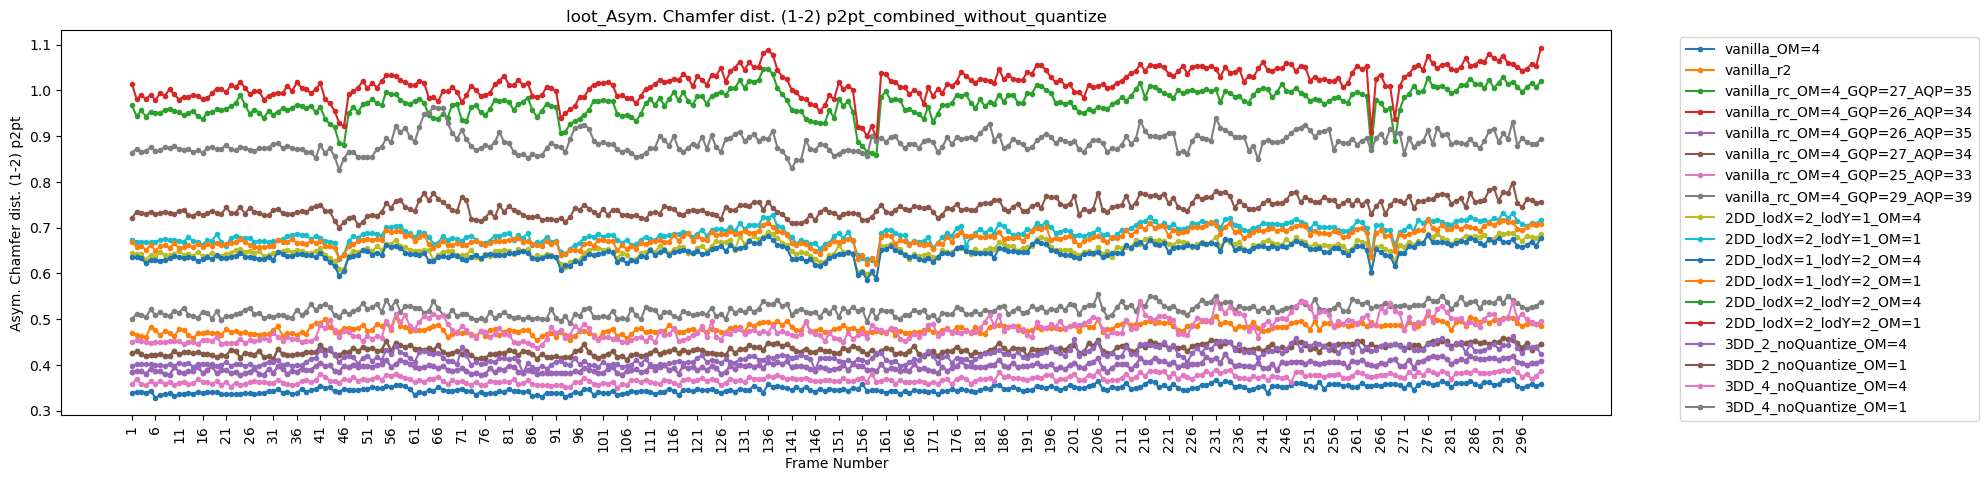 loot_Asym. Chamfer dist. (1-2) p2pt_combined_without_quantize
Asym. Chamfer dist. (1-2) p2pt
1.1
1.0
0.9
0.8
0.7
0.6
0.5
0.4
0.3
1 6 11 16 21 26 31 36 41 46 51 56 61 66 71 76 81 86 91 96 101 106 111 116 121 126 131 136 141 146 151 156 161 166 171 176 181 186 191 196 201 206 211 216 221 226 231 236 241 246 251 256 261 266 271 276 281 286 291 296
Frame Number
vanilla_OM=4
vanilla_r2
vanilla_rc_OM=4_GQP=27_AQP=35
vanilla_rc_OM=4_GQP=26_AQP=34
vanilla_rc_OM=4_GQP=26_AQP=35
vanilla_rc_OM=4_GQP=27_AQP=34
vanilla_rc_OM=4_GQP=25_AQP=33
vanilla_rc_OM=4_GQP=29_AQP=39
2DD_lodX=2_lodY=1_OM=4
2DD_lodX=2_lodY=1_OM=1
2DD_lodX=1_lodY=2_OM=4
2DD_lodX=1_lodY=2_OM=1
2DD_lodX=2_lodY=2_OM=4
2DD_lodX=2_lodY=2_OM=1
3DD_2_noQuantize_OM=4
3DD_2_noQuantize_OM=1
3DD_4_noQuantize_OM=4
3DD_4_noQuantize_OM=1